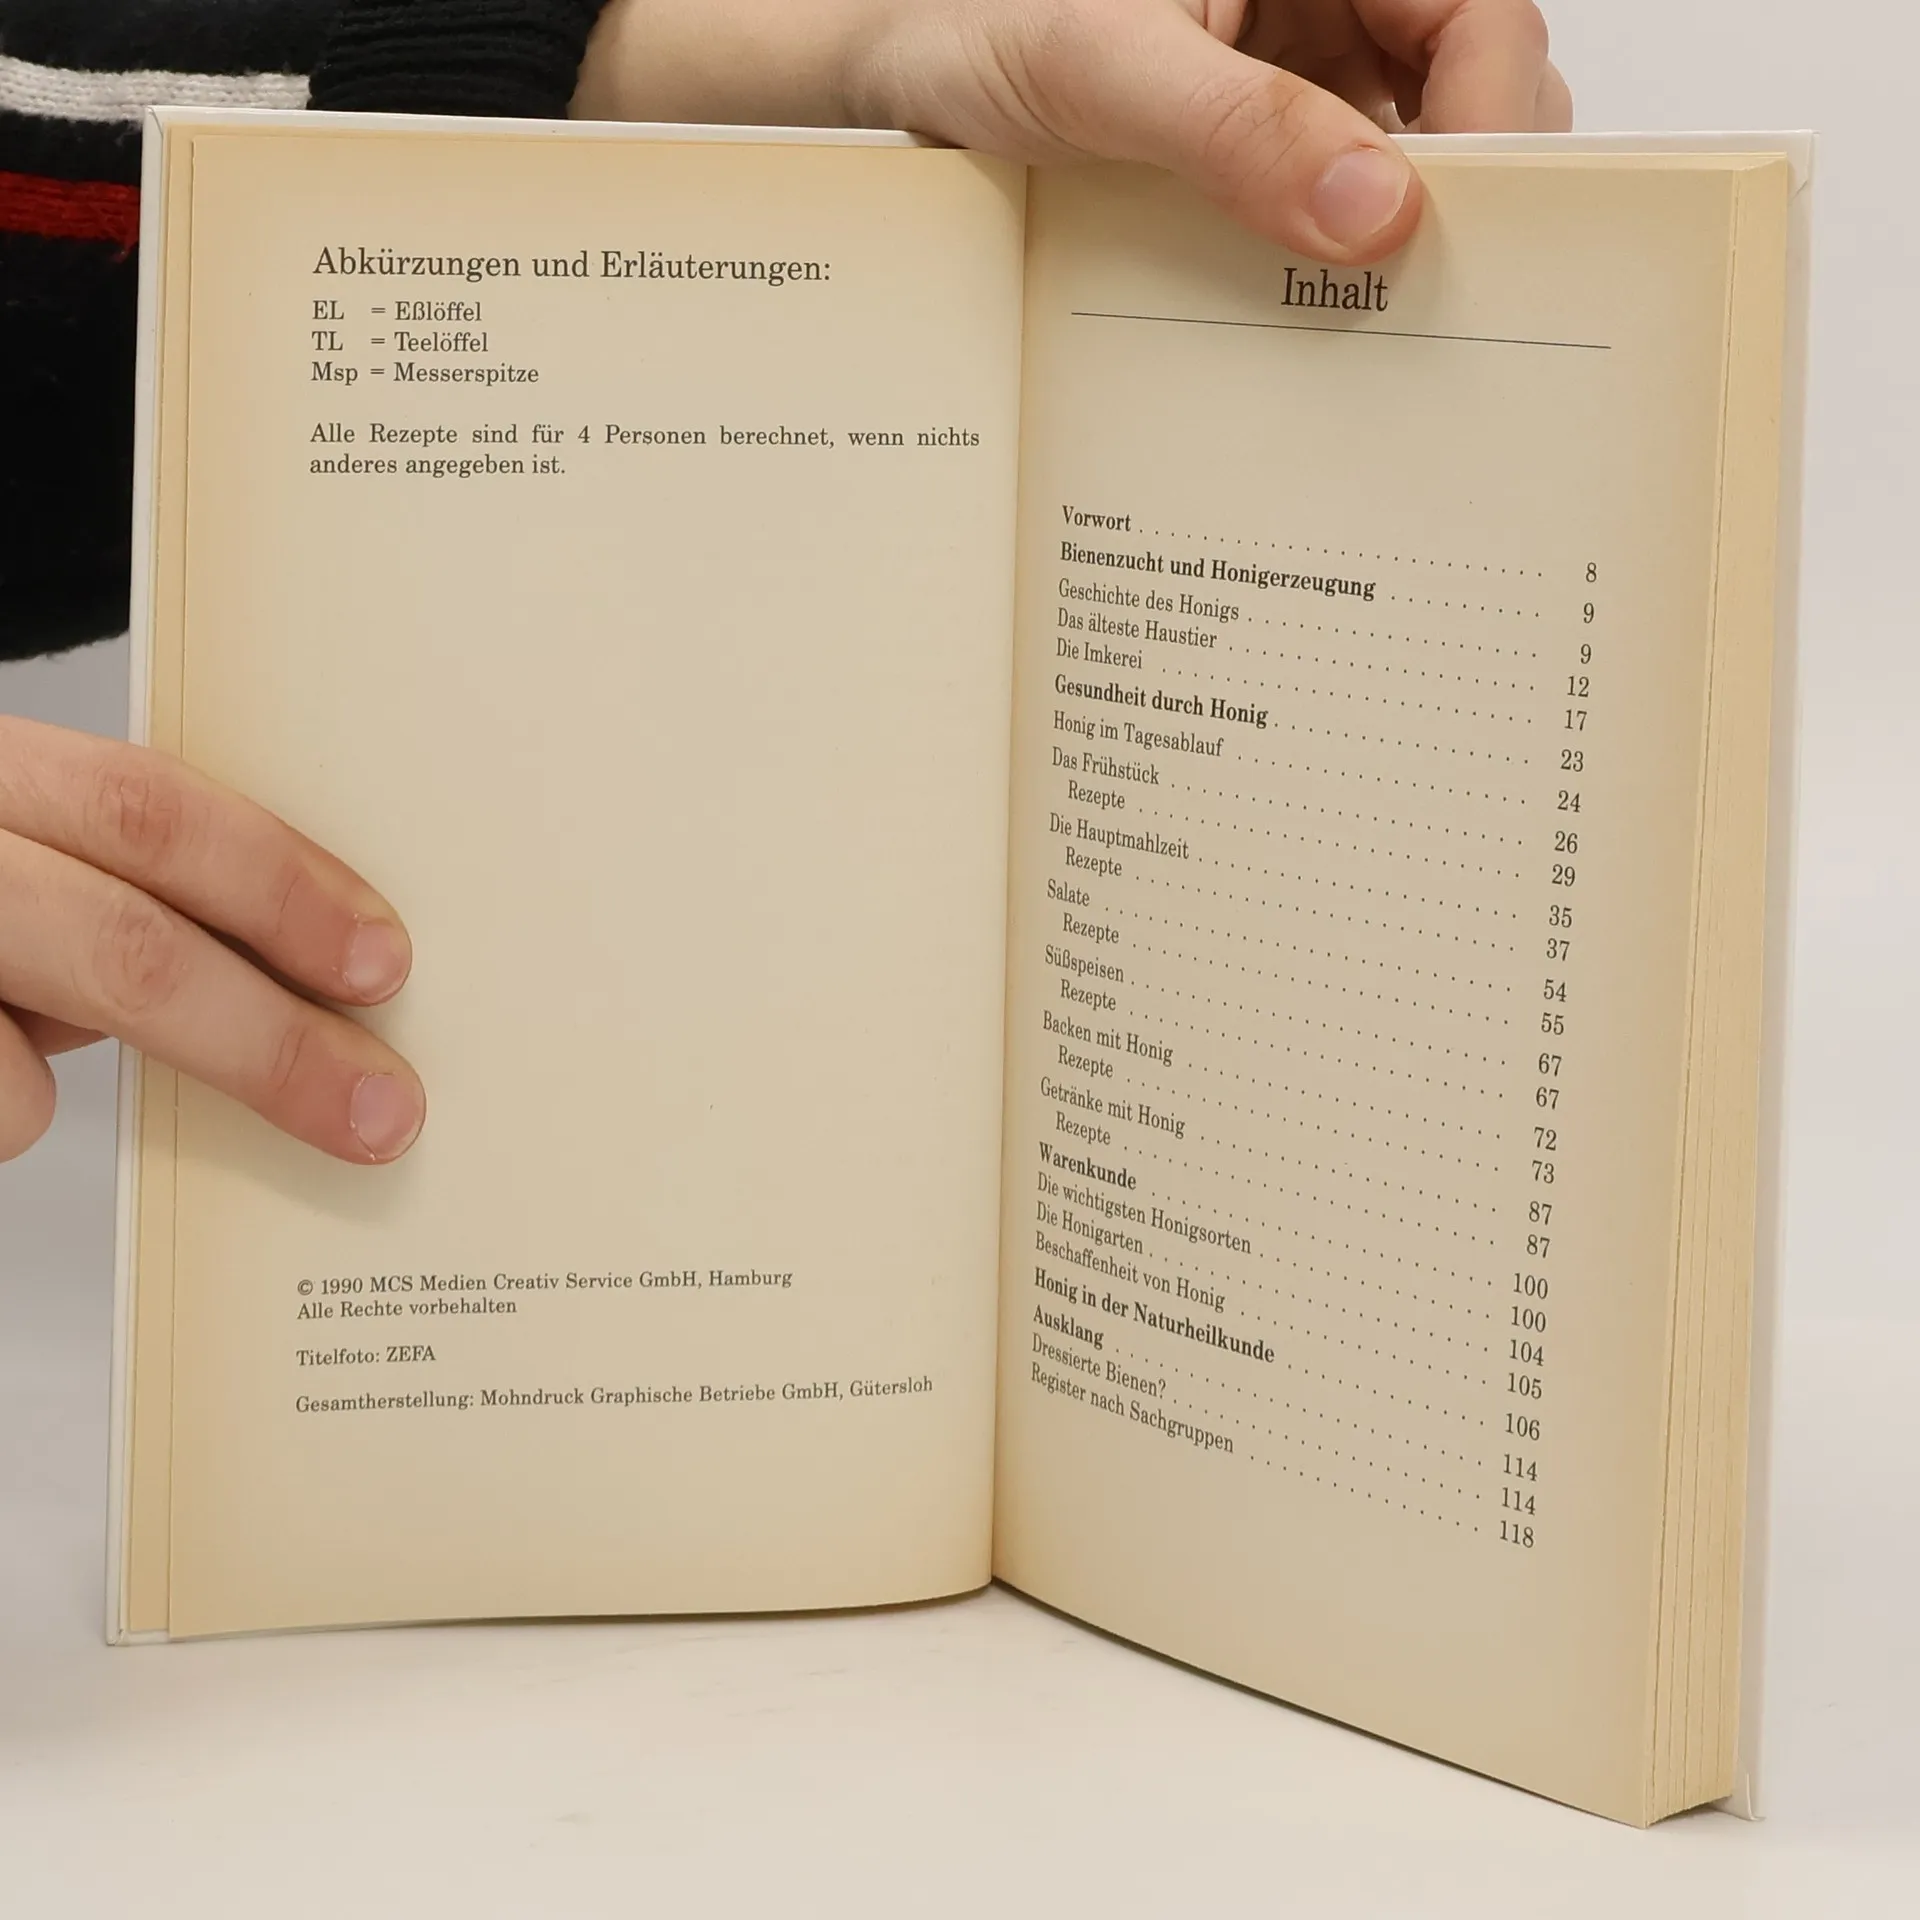 Abkürzungen und Erläuterungen:
EL = Eßlöffel
TL = Teelöffel
Msp = Messerspitze
Alle Rezepte sind für 4 Personen berechnet, wenn nichts
anderes angegeben ist.
© 1990 MCS Medien Creativ Service GmbH, Hamburg
Alle Rechte vorbehalten
Titelfoto: ZEFA
Gesamtherstellung: Mohndruck Graphische Betriebe GmbH, Gütersloh
Inhalt
Vorwort . . . . . . . . . . 8
Bienenzucht und Honigerzeugung . . . . . . . . . . 9
Geschichte des Honigs . . . . . . . . . . 9
Das älteste Haustier . . . . . . . . . . 12
Die Imkerei . . . . . . . . . . 17
Gesundheit durch Honig . . . . . . . . . . 23
Honig im Tagesablauf . . . . . . . . . . 24
Das Frühstück . . . . . . . . . . 26
Rezepte . . . . . . . . . . 29
Die Hauptmahlzeit . . . . . . . . . . 35
Rezepte . . . . . . . . . . 37
Salate . . . . . . . . . . 54
Rezepte . . . . . . . . . . 55
Süßspeisen . . . . . . . . . . 67
Rezepte . . . . . . . . . . 67
Backen mit Honig . . . . . . . . . . 72
Rezepte . . . . . . . . . . 73
Getränke mit Honig . . . . . . . . . . 87
Rezepte . . . . . . . . . . 87
Warenkunde . . . . . . . . . . 100
Die wichtigsten Honigsorten . . . . . . . . . . 100
Die Honigarten . . . . . . . . . . 104
Beschaffenheit von Honig . . . . . . . . . . 105
Honig in der Naturheilkunde . . . . . . . . . . 106
Ausklang . . . . . . . . . . 114
Dressierte Bienen? . . . . . . . . . . 114
Register nach Sachgruppen . . . . . . . . . . 118